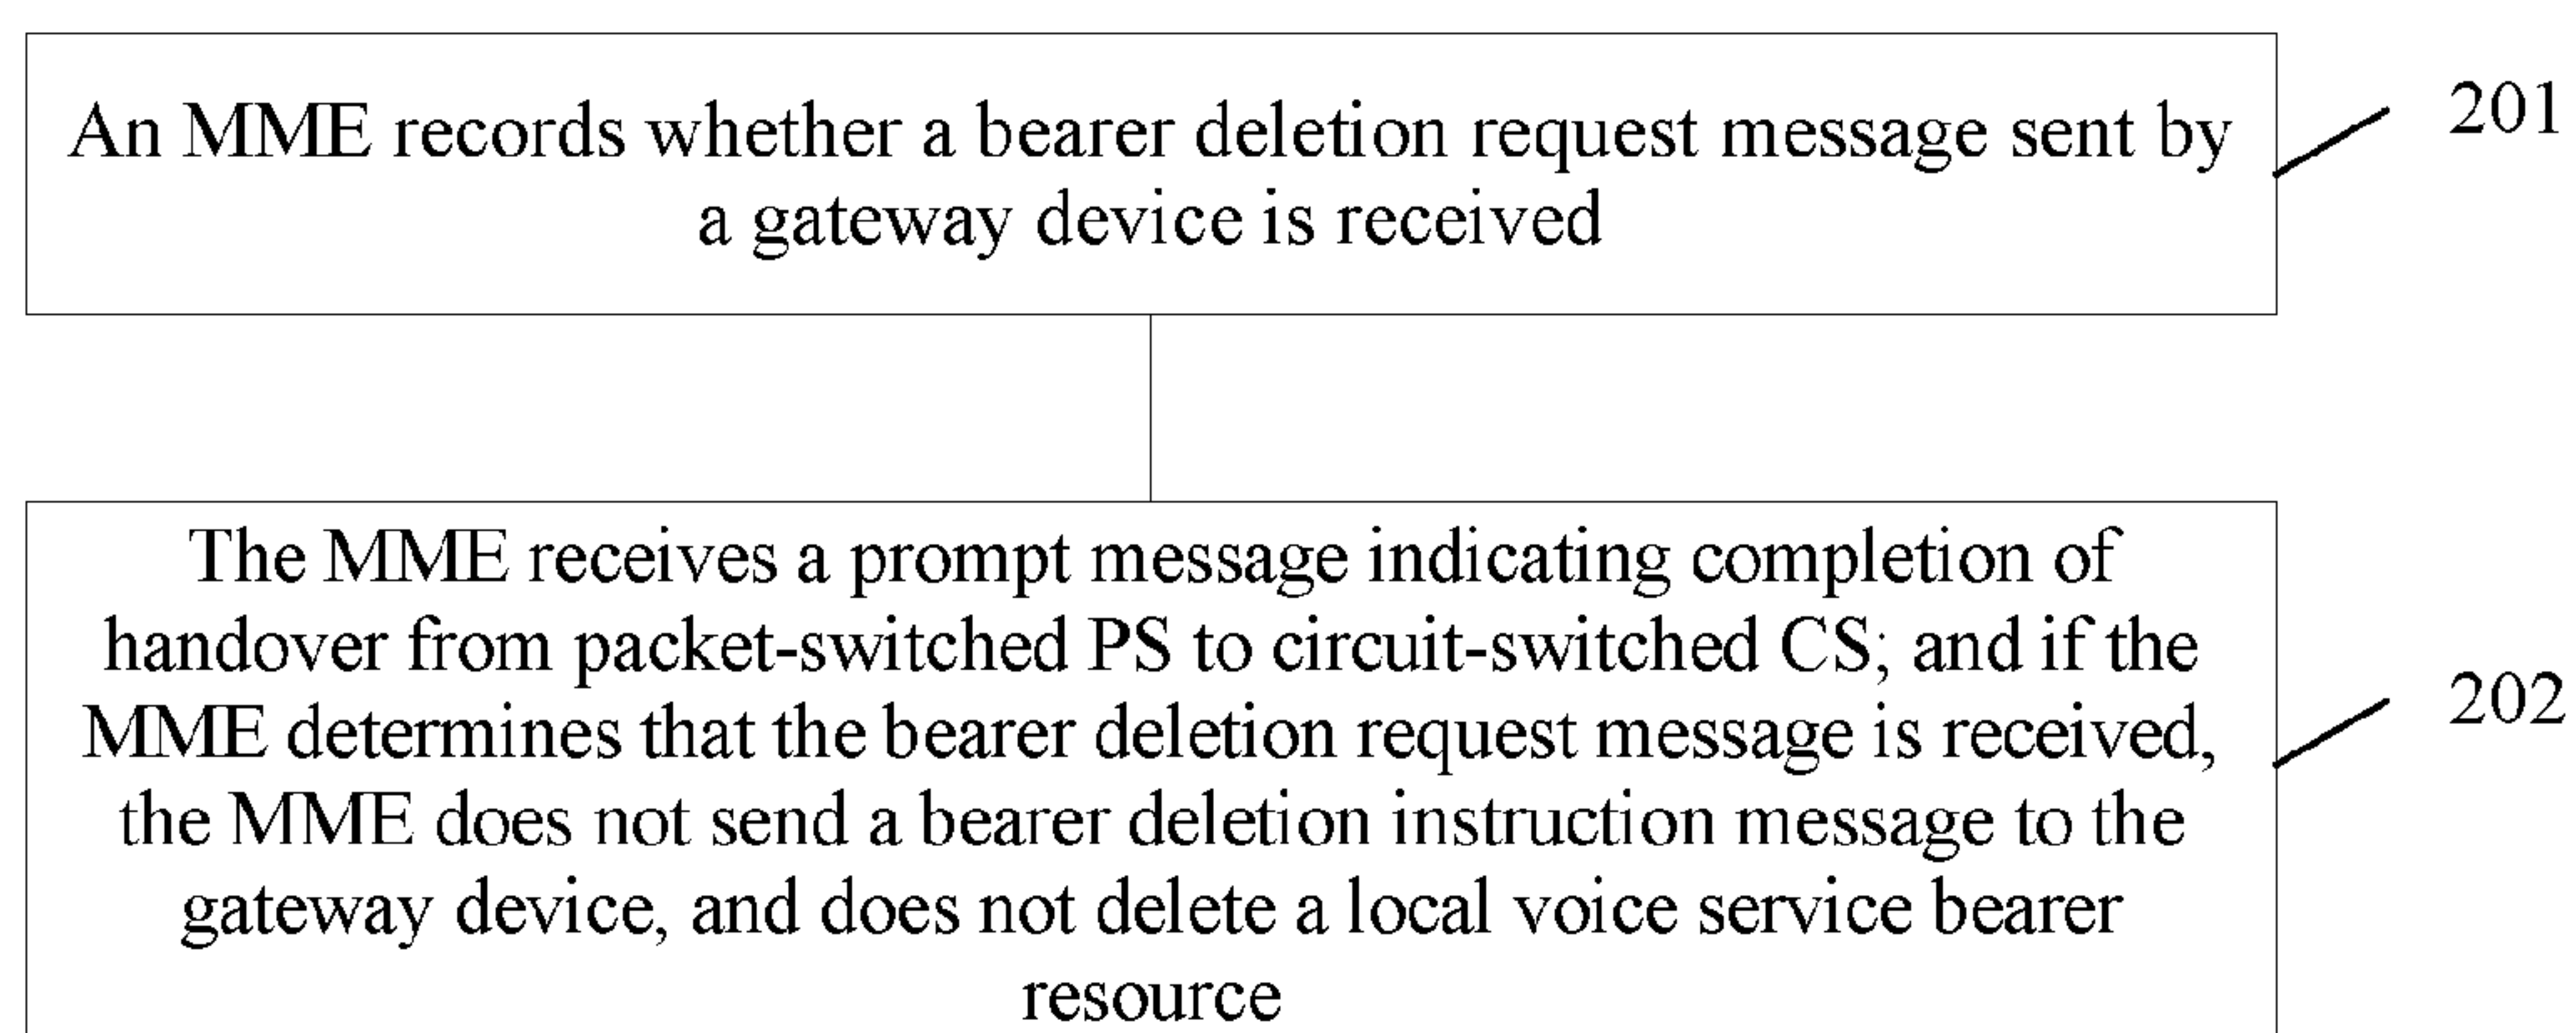 An MME records whether a bearer deletion request message sent by
a gateway device is received
201
The MME receives a prompt message indicating completion of
handover from packet-switched PS to circuit-switched CS; and if the
MME determines that the bearer deletion request message is received,
the MME does not send a bearer deletion instruction message to the
gateway device, and does not delete a local voice service bearer
resource
202